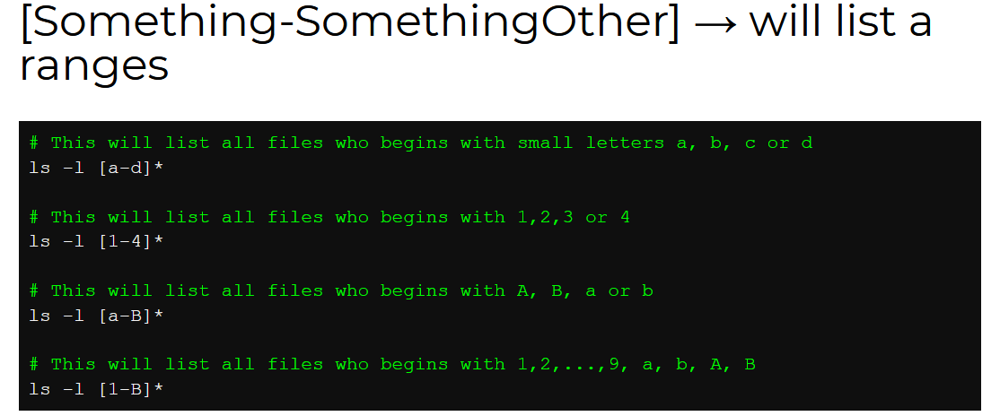 [Something-SomethingOther] → will list a
ranges
# This will list all files who begins with small letters a, b, c or d
ls -l [a-d]*
# This will list all files who begins with 1,2,3 or 4
ls -l [1-4]*
# This will list all files who begins with A, B, a or b
ls -l [a-B]*
# This will list all files who begins with 1,2,...,9, a, b, A, B
ls -l [1-B]*